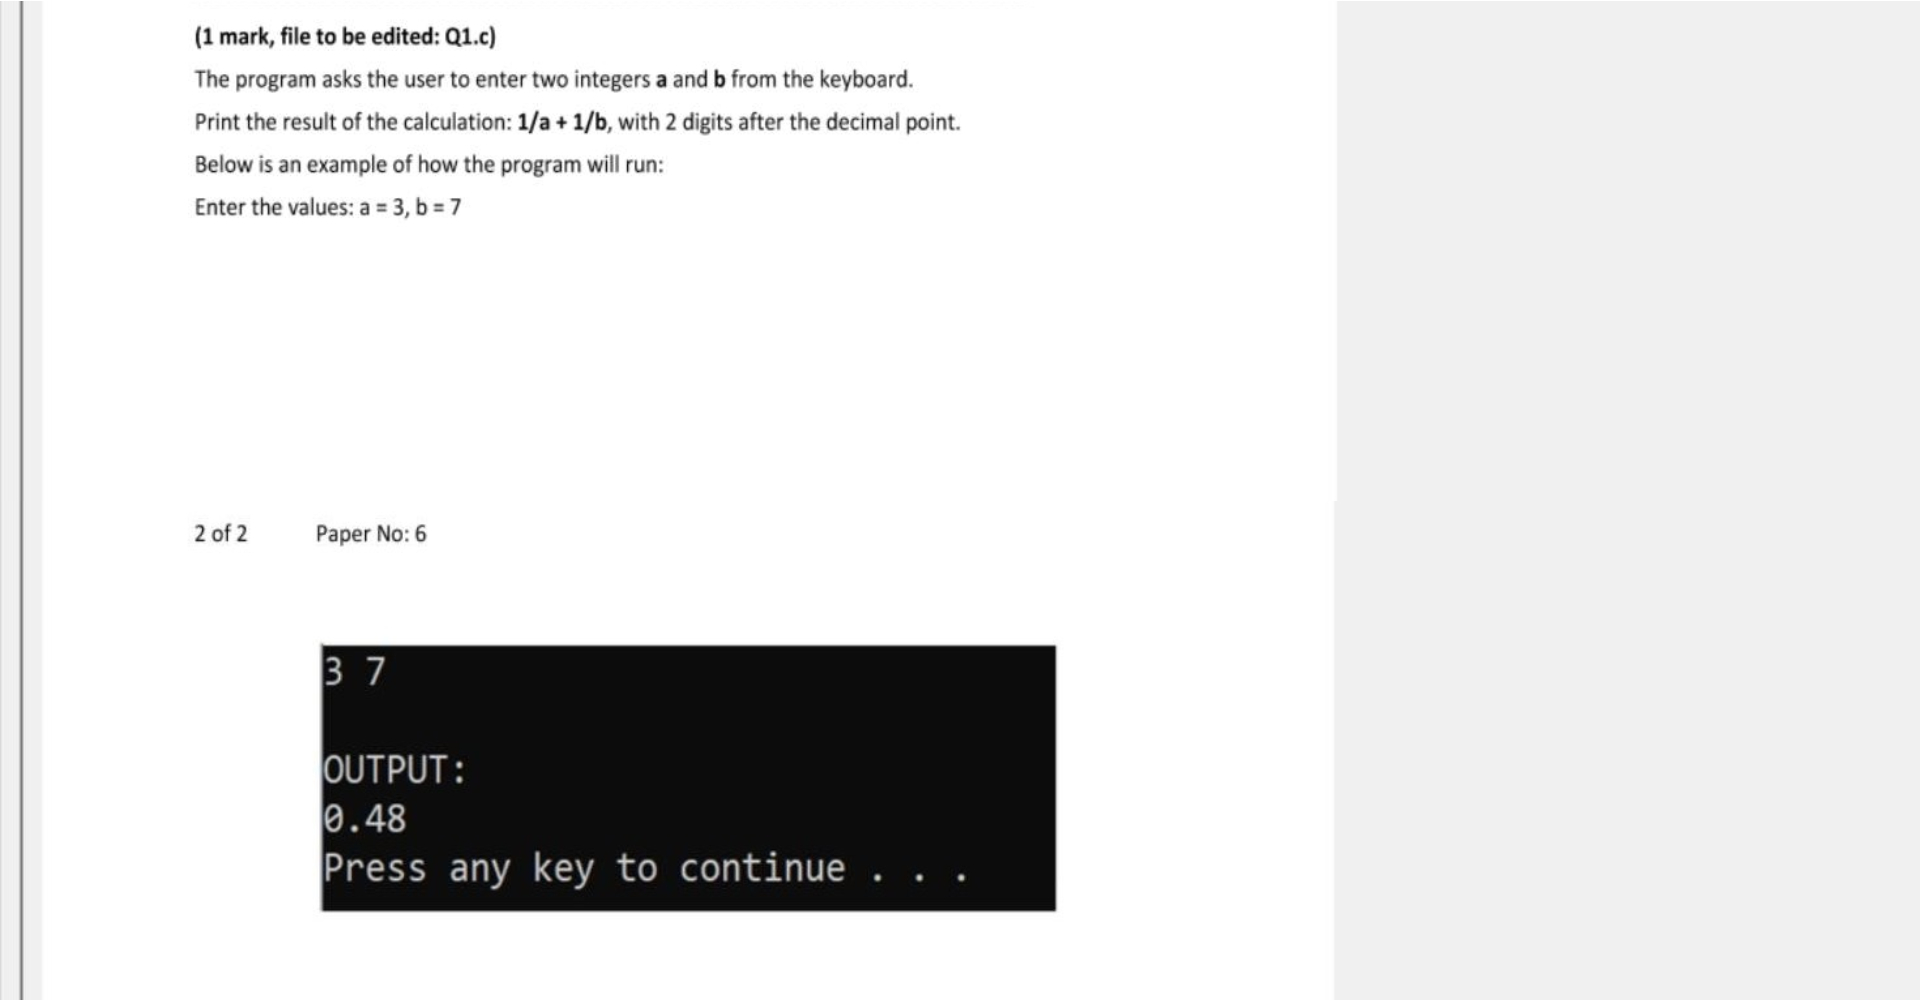 (1 mark, file to be edited: Q1.c)
The program asks the user to enter two integers a and b from the keyboard.
Print the result of the calculation: 1/a + 1/b, with 2 digits after the decimal point.
Below is an example of how the program will run:
Enter the values: a = 3, b = 7
2 of 2 Paper No: 6
3 7
OUTPUT:
0.48
Press any key to continue . . .